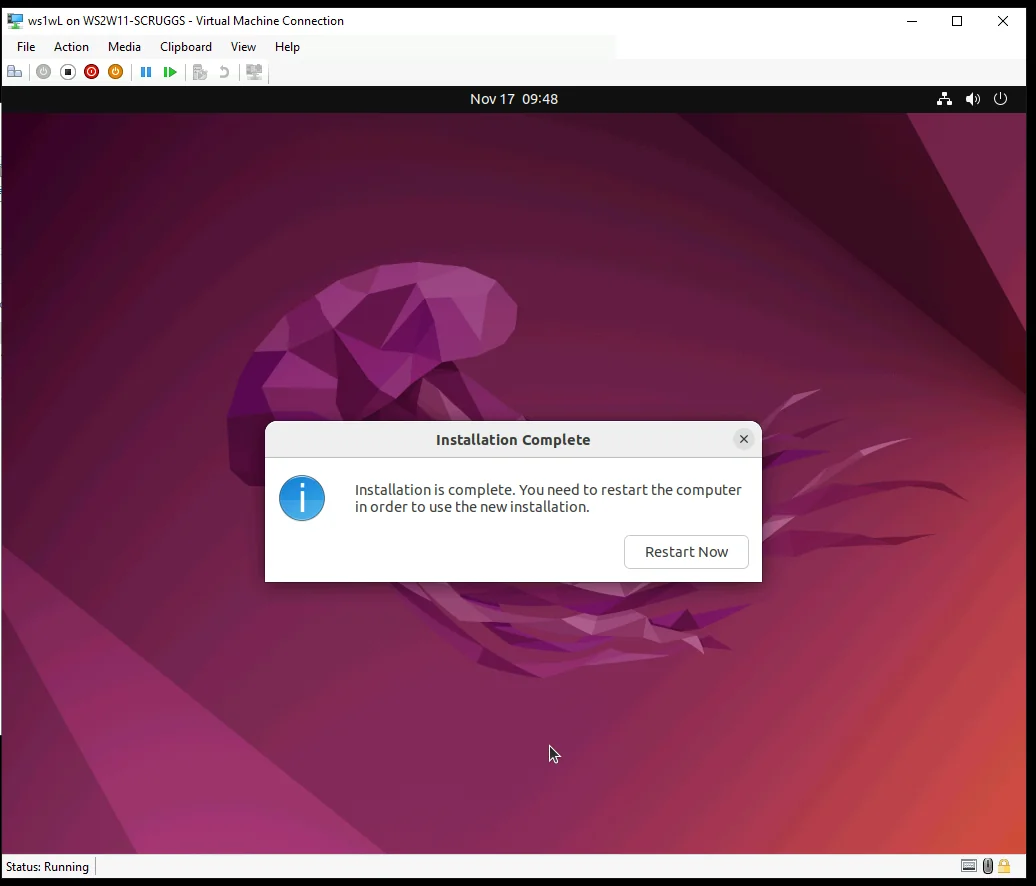 ws1wL on WS2W11-SCRUGGS - Virtual Machine Connection
File Action Media Clipboard View Help
Nov 17 09:48
Installation Complete
Installation is complete. You need to restart the computer
in order to use the new installation.
Restart Now
Status: Running